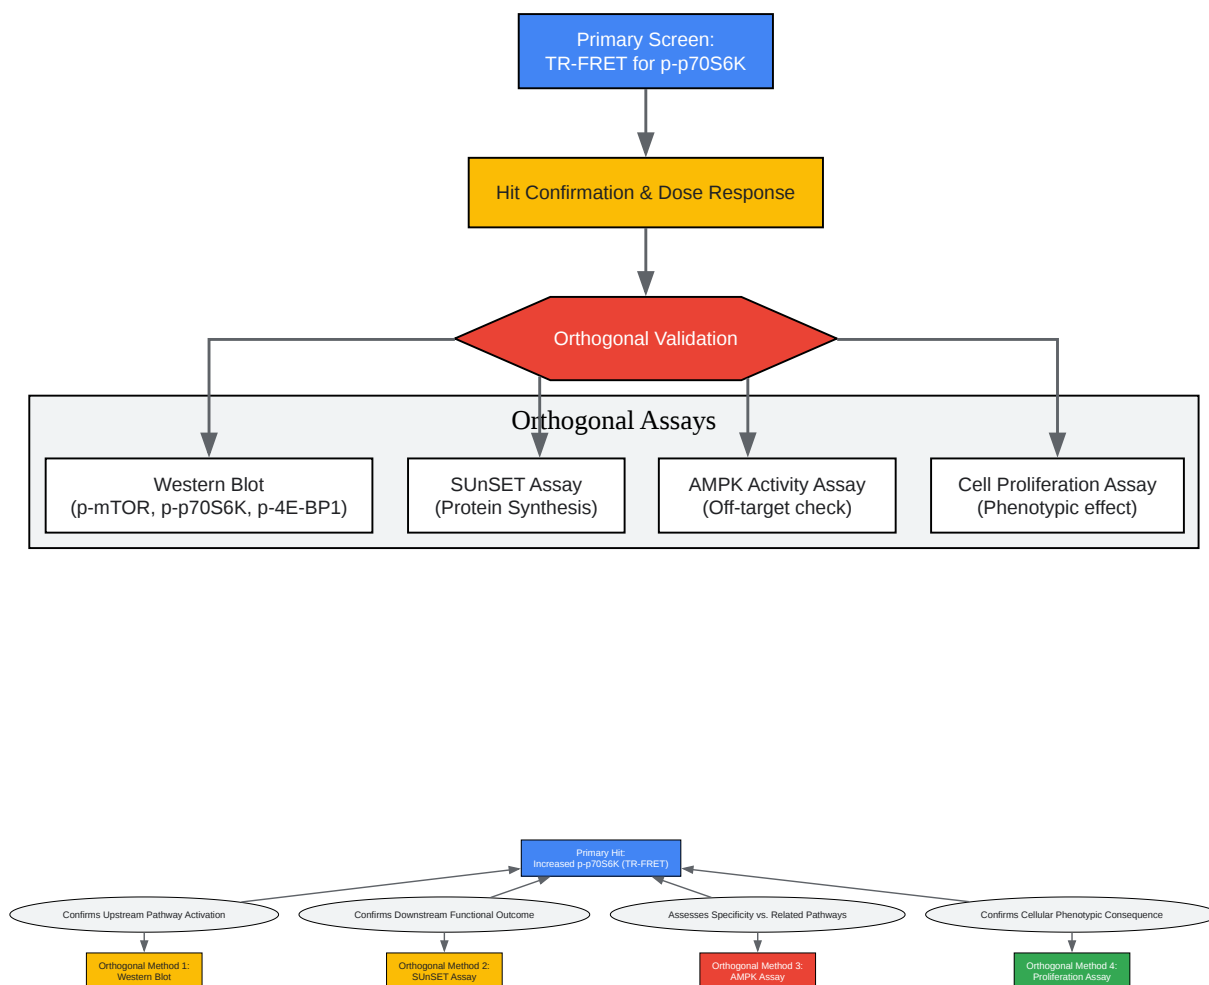 Primary Screen:
TR-FRET for p-p70S6K
Hit Confirmation & Dose Response
Orthogonal Validation
Orthogonal Assays
Western Blot
(p-mTOR, p-p70S6K, p-4E-BP1)
SUnSET Assay
(Protein Synthesis)
AMPK Activity Assay
(Off-target check)
Cell Proliferation Assay
(Phenotypic effect)
Primary Hit:
Increased p-p70S6K (TR-FRET)
Confirms Upstream Pathway Activation
Confirms Downstream Functional Outcome
Assesses Specificity vs. Related Pathways
Confirms Cellular Phenotypic Consequence
Orthogonal Method 1:
Western Blot
Orthogonal Method 2:
SUnSET Assay
Orthogonal Method 3:
AMPK Assay
Orthogonal Method 4:
Proliferation Assay